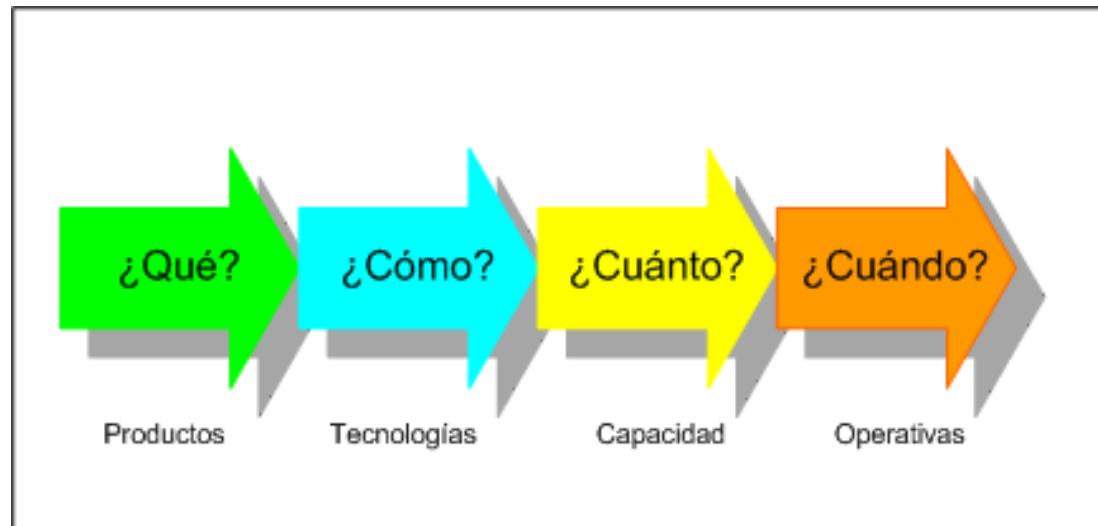 ¿Qué? ¿Cómo? ¿Cuánto? ¿Cuándo?
Productos Tecnologías Capacidad Operativas